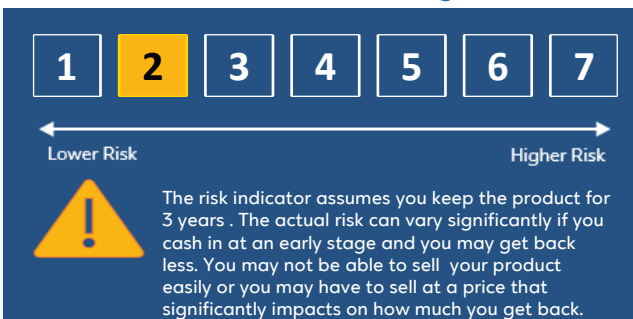 1 2 3 4 5 6 7
Lower Risk Higher Risk
The risk indicator assumes you keep the product for
3 years . The actual risk can vary significantly if you
cash in at an early stage and you may get back
less. You may not be able to sell your product
easily or you may have to sell at a price that
significantly impacts on how much you get back.